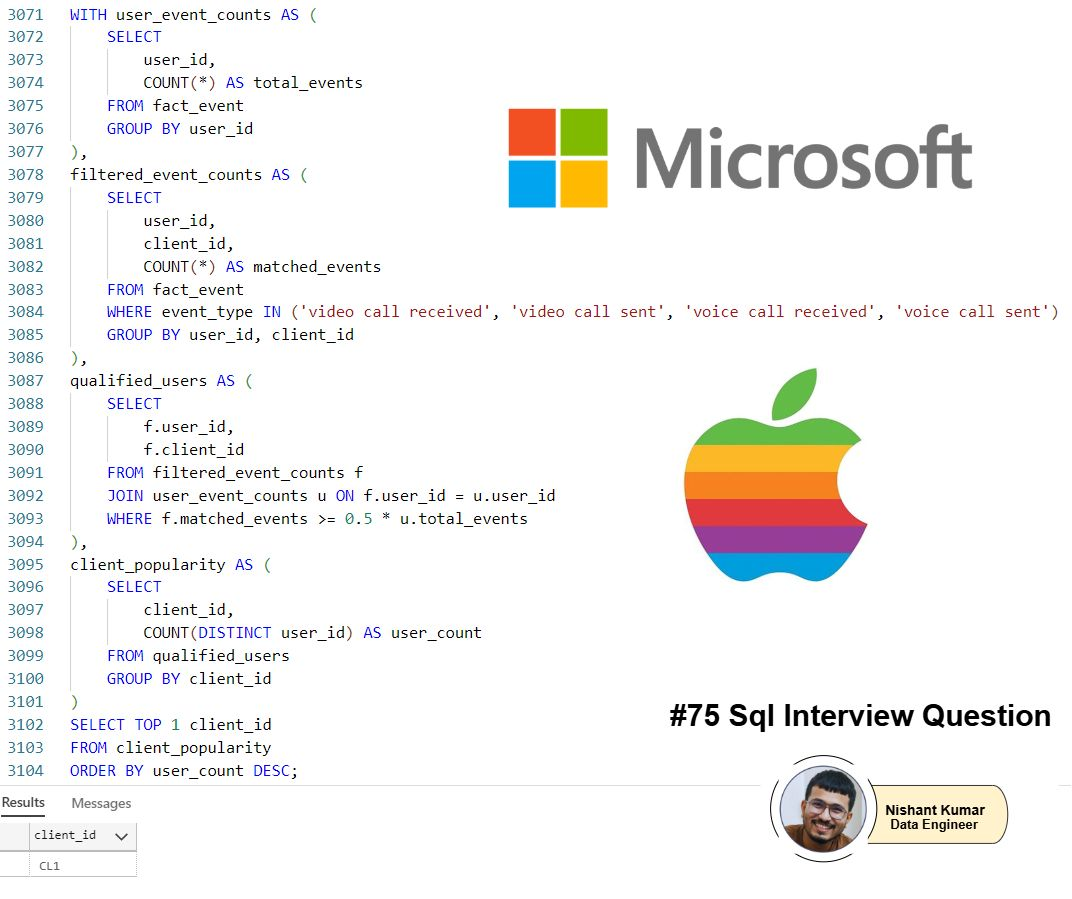 3071 WITH user_event_counts AS (
3072 SELECT
3073 user_id,
3074 COUNT(*) AS total_events
3075 FROM fact_event
3076 GROUP BY user_id
3077 ),
3078 filtered_event_counts AS (
3079 SELECT
3080 user_id,
3081 client_id,
3082 COUNT(*) AS matched_events
3083 FROM fact_event
3084 WHERE event_type IN ('video call received', 'video call sent', 'voice call received', 'voice call sent')
3085 GROUP BY user_id, client_id
3086 ),
3087 qualified_users AS (
3088 SELECT
3089 f.user_id,
3090 f.client_id
3091 FROM filtered_event_counts f
3092 JOIN user_event_counts u ON f.user_id = u.user_id
3093 WHERE f.matched_events >= 0.5 * u.total_events
3094 ),
3095 client_popularity AS (
3096 SELECT
3097 client_id,
3098 COUNT(DISTINCT user_id) AS user_count
3099 FROM qualified_users
3100 GROUP BY client_id
3101 )
3102 SELECT TOP 1 client_id
3103 FROM client_popularity
3104 ORDER BY user_count DESC;
Microsoft
#75 Sql Interview Question
Nishant Kumar
Data Engineer
Results Messages
client_id
CL1